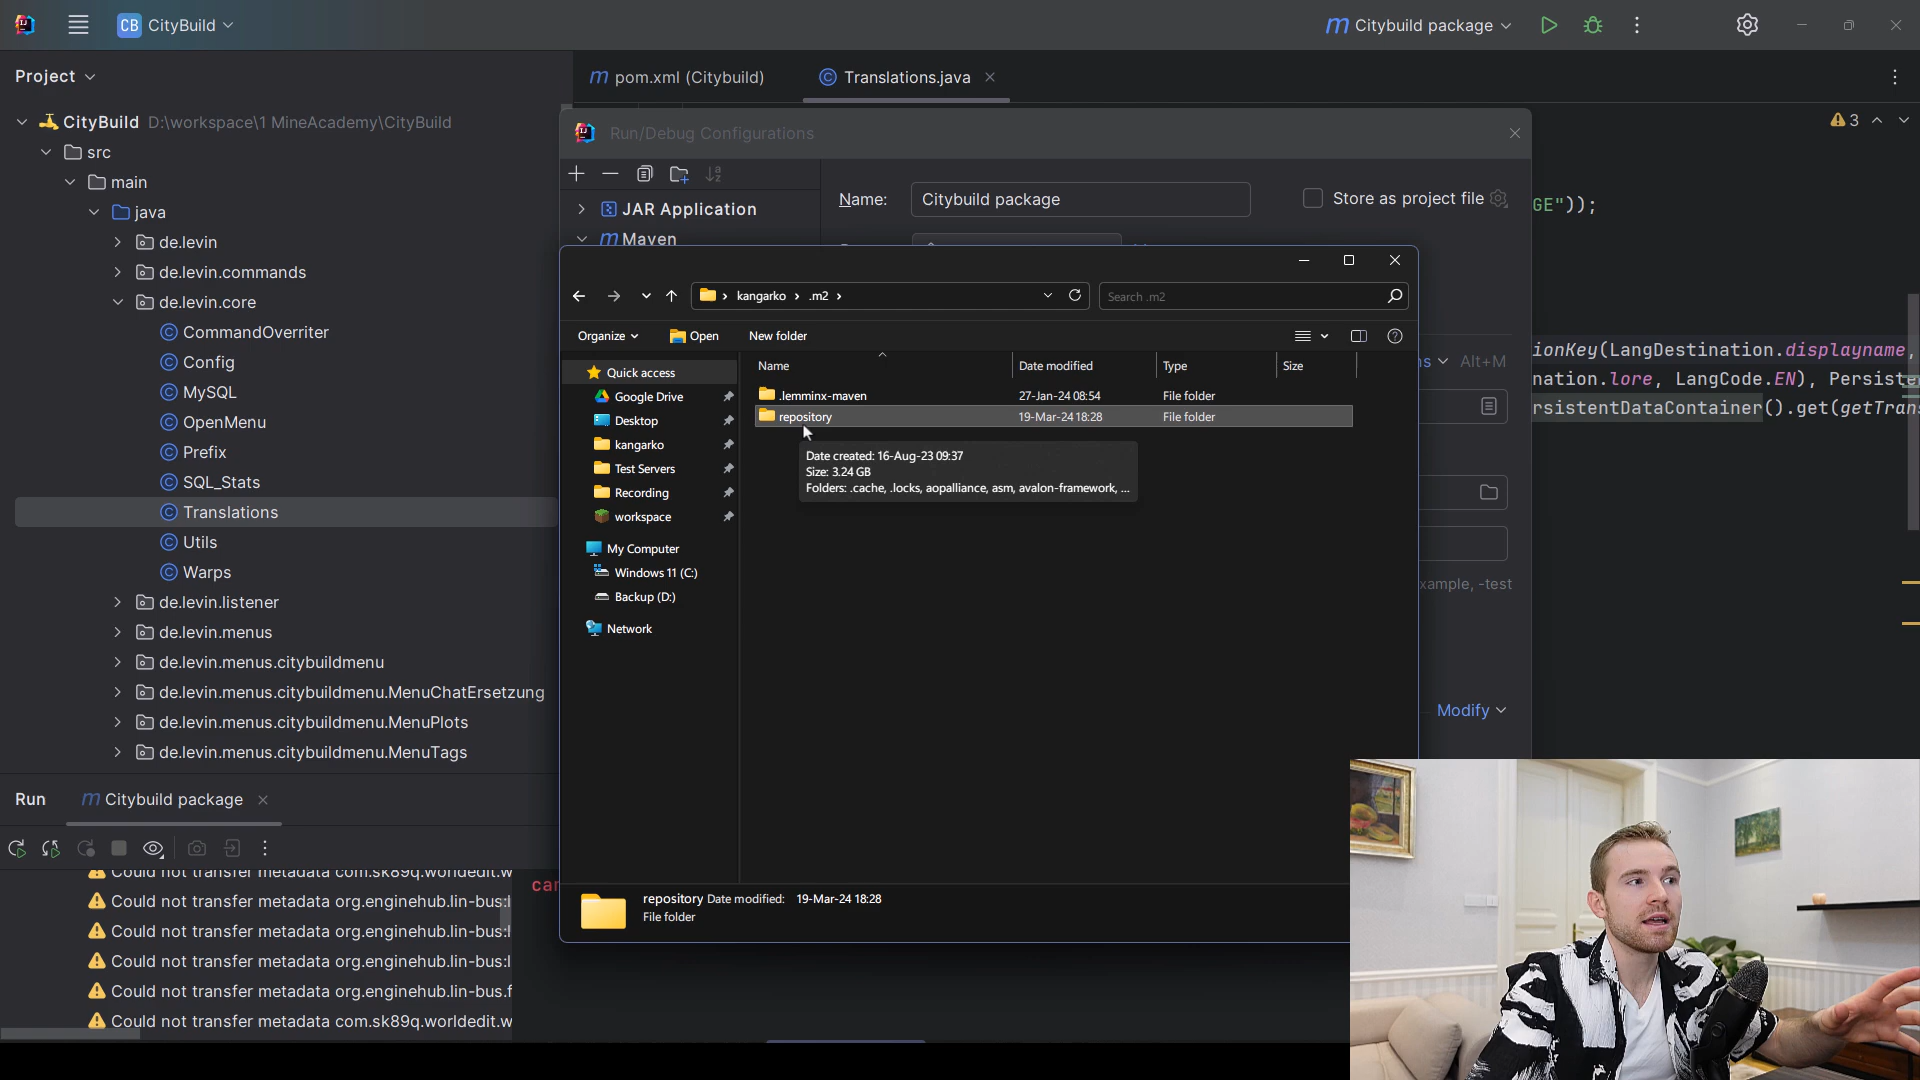 CB CityBuild
Citybuild package
Project
pom.xml (Citybuild)
Translations.java
CityBuild D:\workspace\1 MineAcademy\CityBuild
src
main
java
de.levin
de.levin.commands
de.levin.core
CommandOverriter
Config
MySQL
OpenMenu
Prefix
SQL_Stats
Translations
Utils
Warps
de.levin.listener
de.levin.menus
de.levin.menus.citybuildmenu
de.levin.menus.citybuildmenu.MenuChatErsetzung
de.levin.menus.citybuildmenu.MenuPlots
de.levin.menus.citybuildmenu.MenuTags
Run/Debug Configurations
JAR Application
Maven
Name: Citybuild package
Store as project file
3
GE"));
ionKey(LangDestination.displayname,
nation.lore, LangCode.EN), Persiste
rsistentDataContainer().get(getTran
Alt+M
xample, -test
Modify
kangarko > .m2 >
Search .m2
Organize
Open
New folder
Name
Date modified
Type
Size
.lemminx-maven 27-Jan-24 08:54 File folder
repository 19-Mar-24 18:28 File folder
Date created: 16-Aug-23 09:37
Size: 3.24 GB
Folders: .cache, .locks, aopalliance, asm, avalon-framework, ...
Quick access
Google Drive
Desktop
kangarko
Test Servers
Recording
workspace
My Computer
Windows 11 (C:)
Backup (D:)
Network
repository Date modified: 19-Mar-24 18:28
File folder
Run
Citybuild package
Could not transfer metadata com.sk89q.worldedit.w
Could not transfer metadata org.enginehub.lin-bus:l
Could not transfer metadata org.enginehub.lin-bus:l
Could not transfer metadata org.enginehub.lin-bus:l
Could not transfer metadata org.enginehub.lin-bus.f
Could not transfer metadata com.sk89q.worldedit.w